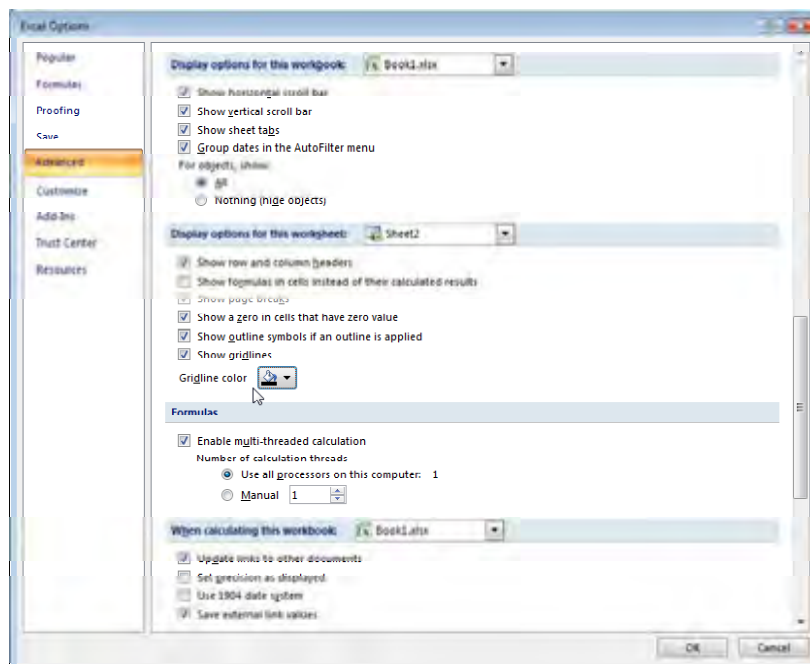 Excel Options
Popular
Formulas
Proofing
Save
Advanced
Customize
Add-Ins
Trust Center
Resources
Display options for this workbook: Book1.xlsx
Show horizontal scroll bar
Show vertical scroll bar
Show sheet tabs
Group dates in the AutoFilter menu
For objects, show:
All
Nothing (hide objects)
Display options for this worksheet: Sheet2
Show row and column headers
Show formulas in cells instead of their calculated results
Show page breaks
Show a zero in cells that have zero value
Show outline symbols if an outline is applied
Show gridlines
Gridline color
Formulas
Enable multi-threaded calculation
Number of calculation threads
Use all processors on this computer: 1
Manual 1
When calculating this workbook: Book1.xlsx
Update links to other documents
Set precision as displayed
Use 1904 date system
Save external link values
OK Cancel